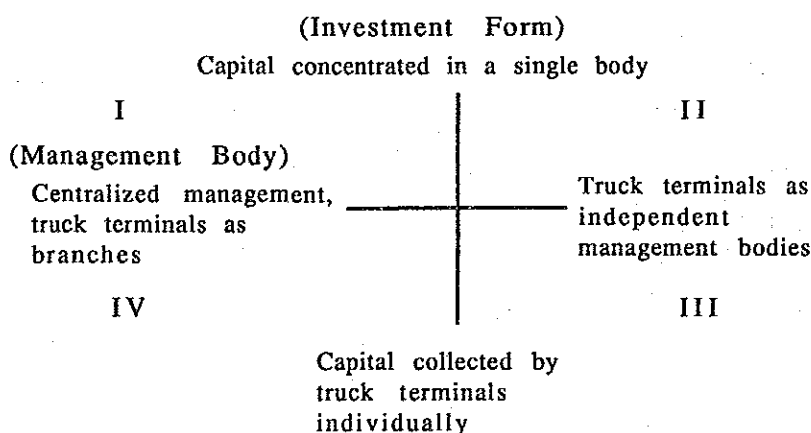 (Investment Form)
Capital concentrated in a single body
I
II
(Management Body)
Centralized management,
truck terminals as
branches
Truck terminals as
independent
management bodies
IV
III
Capital collected by
truck terminals
individually